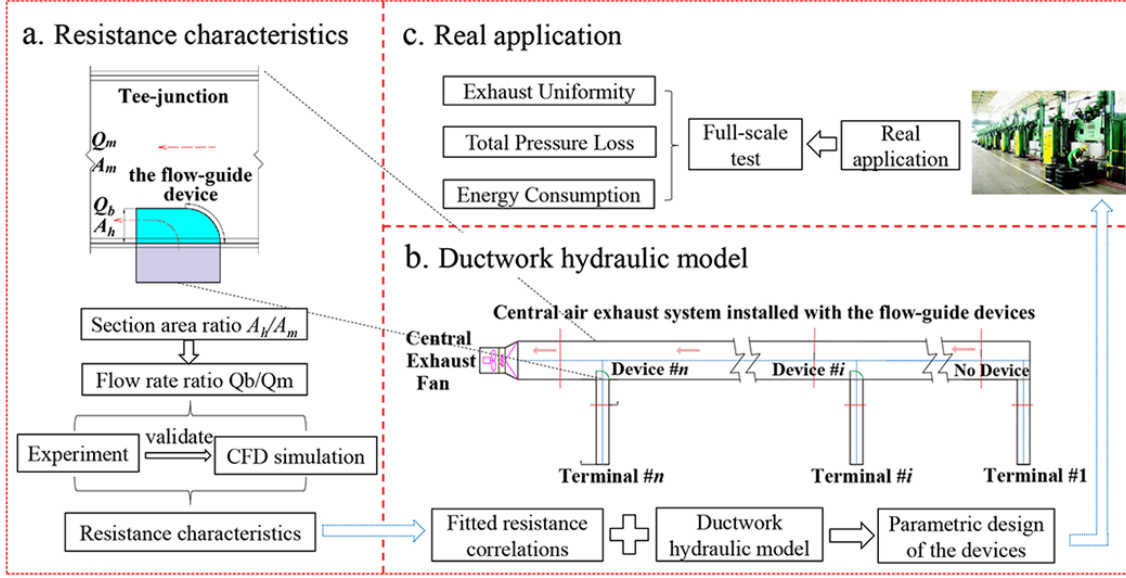 a. Resistance characteristics
Tee-junction
Qm
Am
the flow-guide
device
Qb
Ah
Section area ratio Ah/Am
Flow rate ratio Qb/Qm
validate
Experiment
CFD simulation
Resistance characteristics
c. Real application
Exhaust Uniformity
Total Pressure Loss
Energy Consumption
Full-scale
test
Real
application
b. Ductwork hydraulic model
Central air exhaust system installed with the flow-guide devices
Central
Exhaust
Fan
Device #n
Device #i
No Device
Terminal #n
Terminal #i
Terminal #1
Fitted resistance
correlations
Ductwork
hydraulic model
Parametric design
of the devices